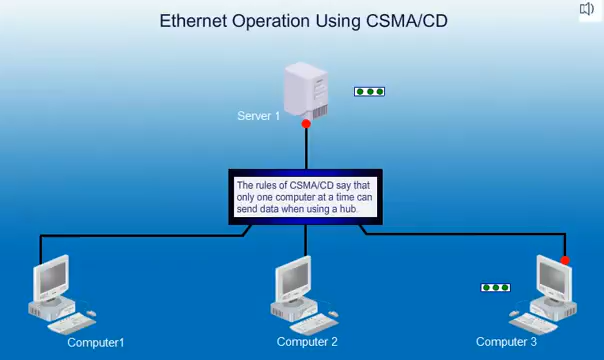 Ethernet Operation Using CSMA/CD
Server 1
The rules of CSMA/CD say that
only one computer at a time can
send data when using a hub.
Computer1
Computer 2
Computer 3